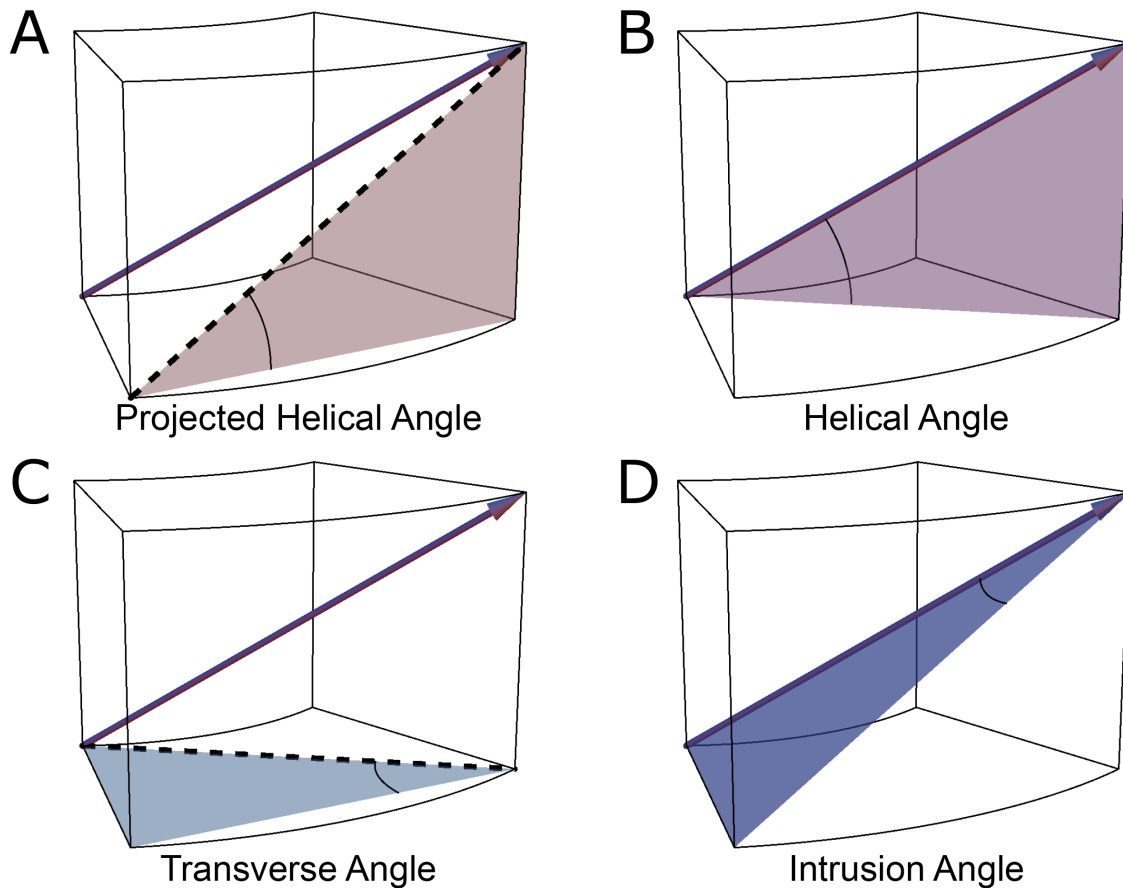 A
B
Projected Helical Angle
Helical Angle
C
D
Transverse Angle
Intrusion Angle